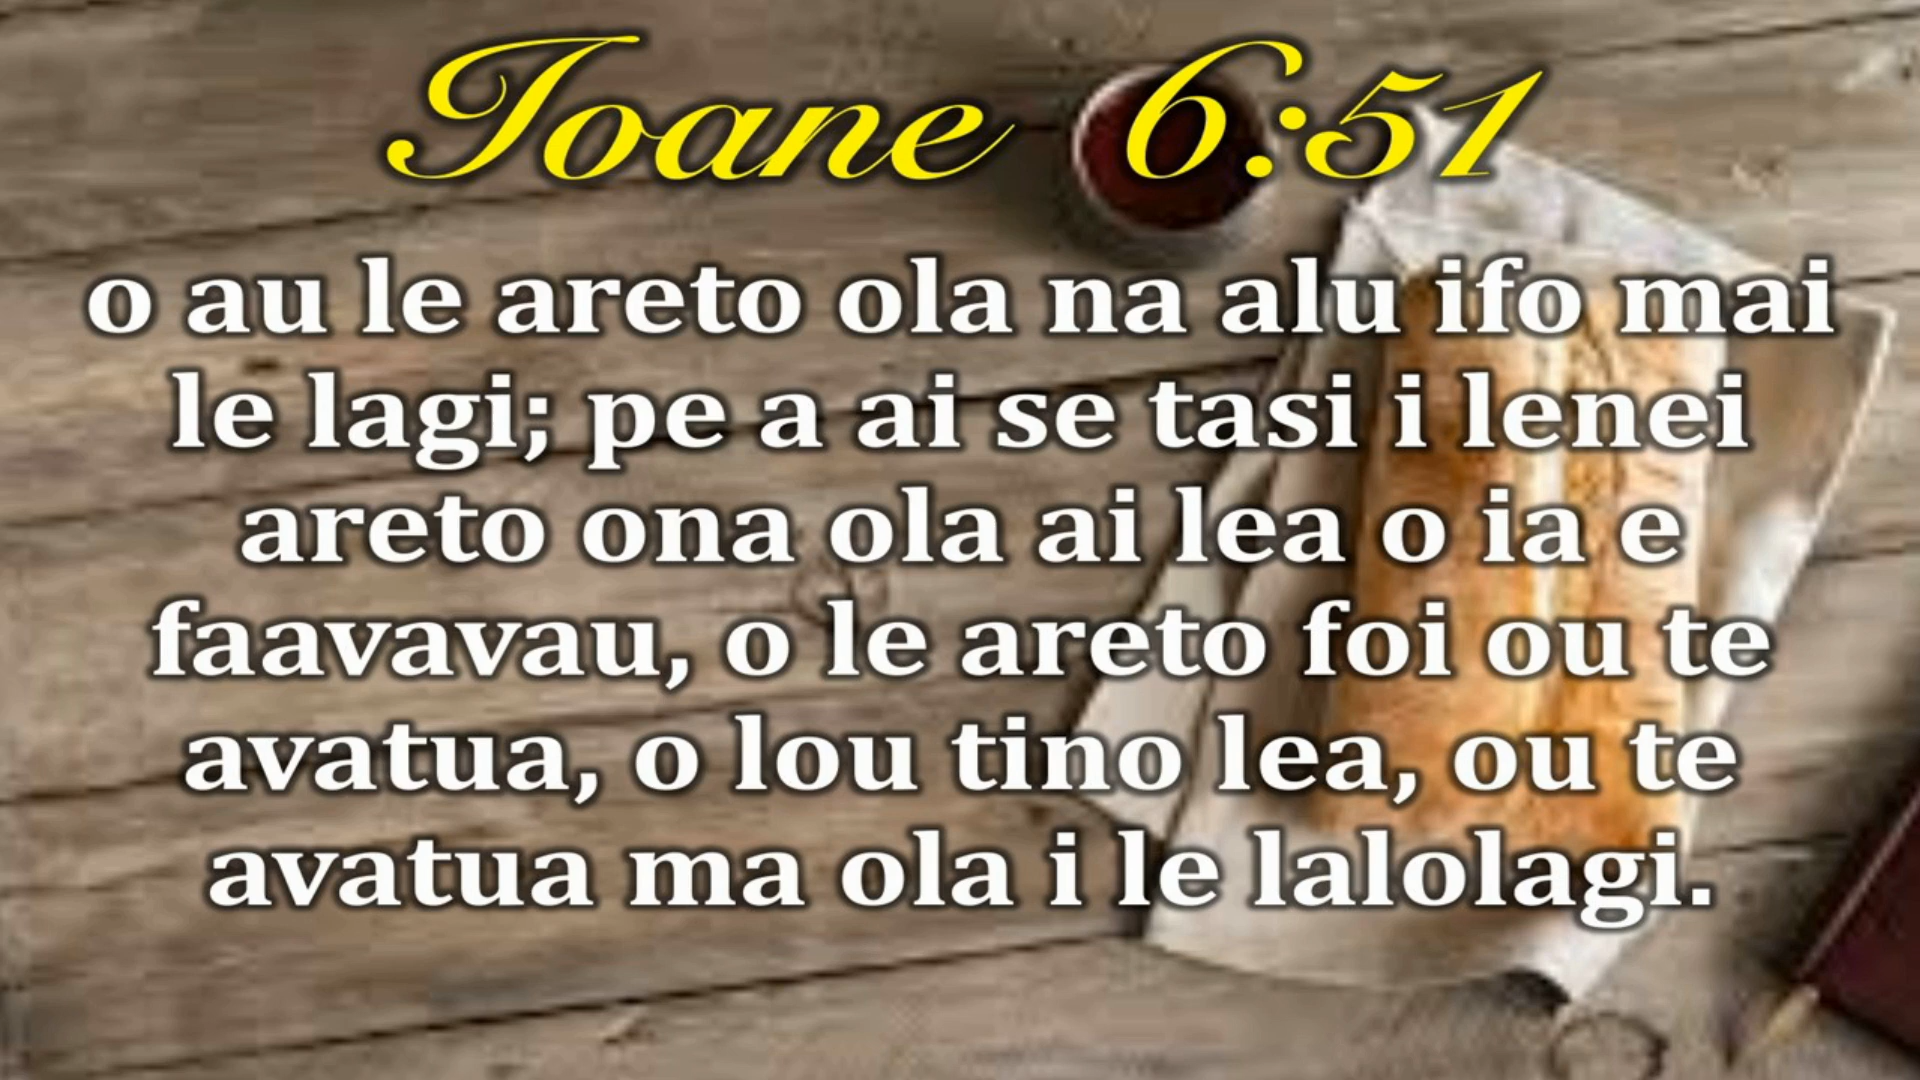 Ioane 6:51
o au le areto ola na alu ifo mai
le lagi; pe a ai se tasi i lenei
areto ona ola ai lea o ia e
faavavau, o le areto foi ou te
avatua, o lou tino lea, ou te
avatua ma ola i le lalolagi.